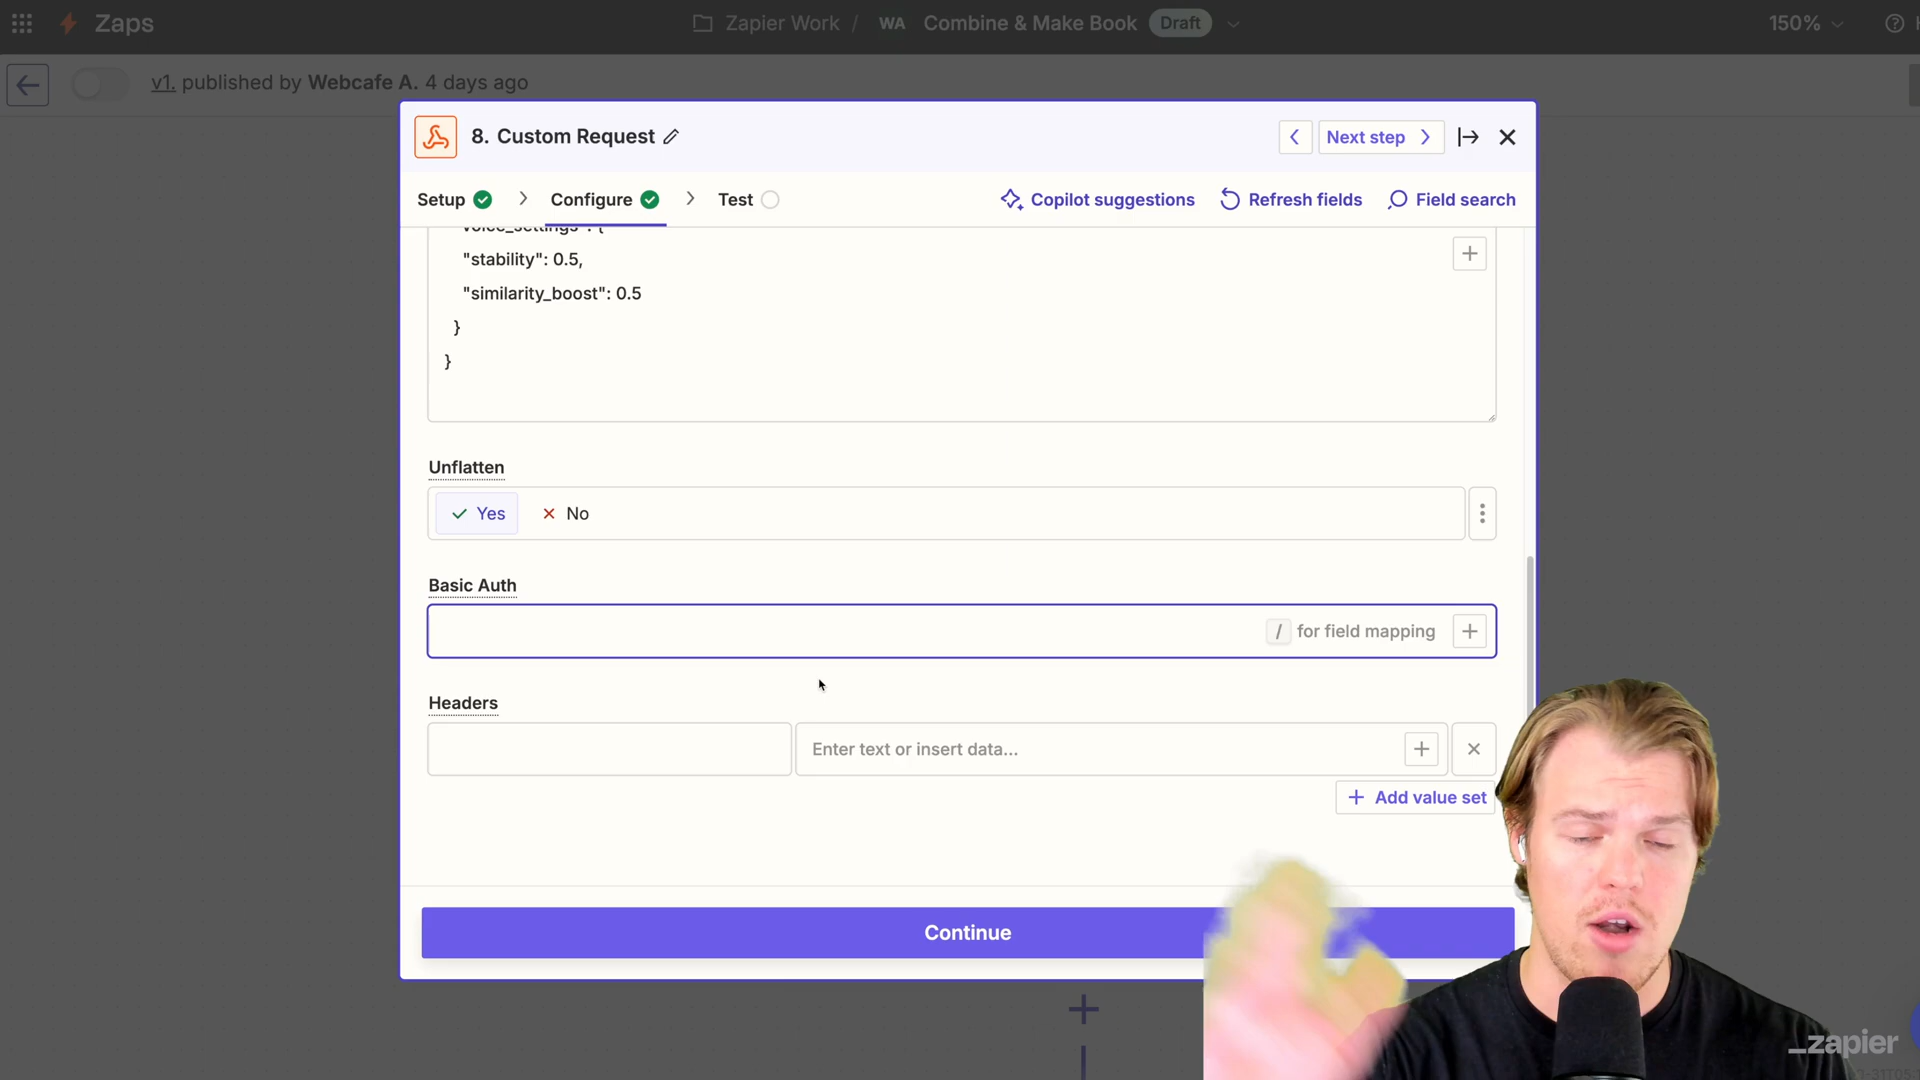 Zaps
Zapier Work / WA Combine & Make Book Draft
150%
v1. published by Webcafe A. 4 days ago
8. Custom Request
Next step
Setup
Configure
Test
Copilot suggestions
Refresh fields
Field search
voice_settings": {
"stability": 0.5,
"similarity_boost": 0.5
}
}
Unflatten
Yes
No
Basic Auth
/ for field mapping
Headers
Enter text or insert data...
Add value set
Continue
_zapier